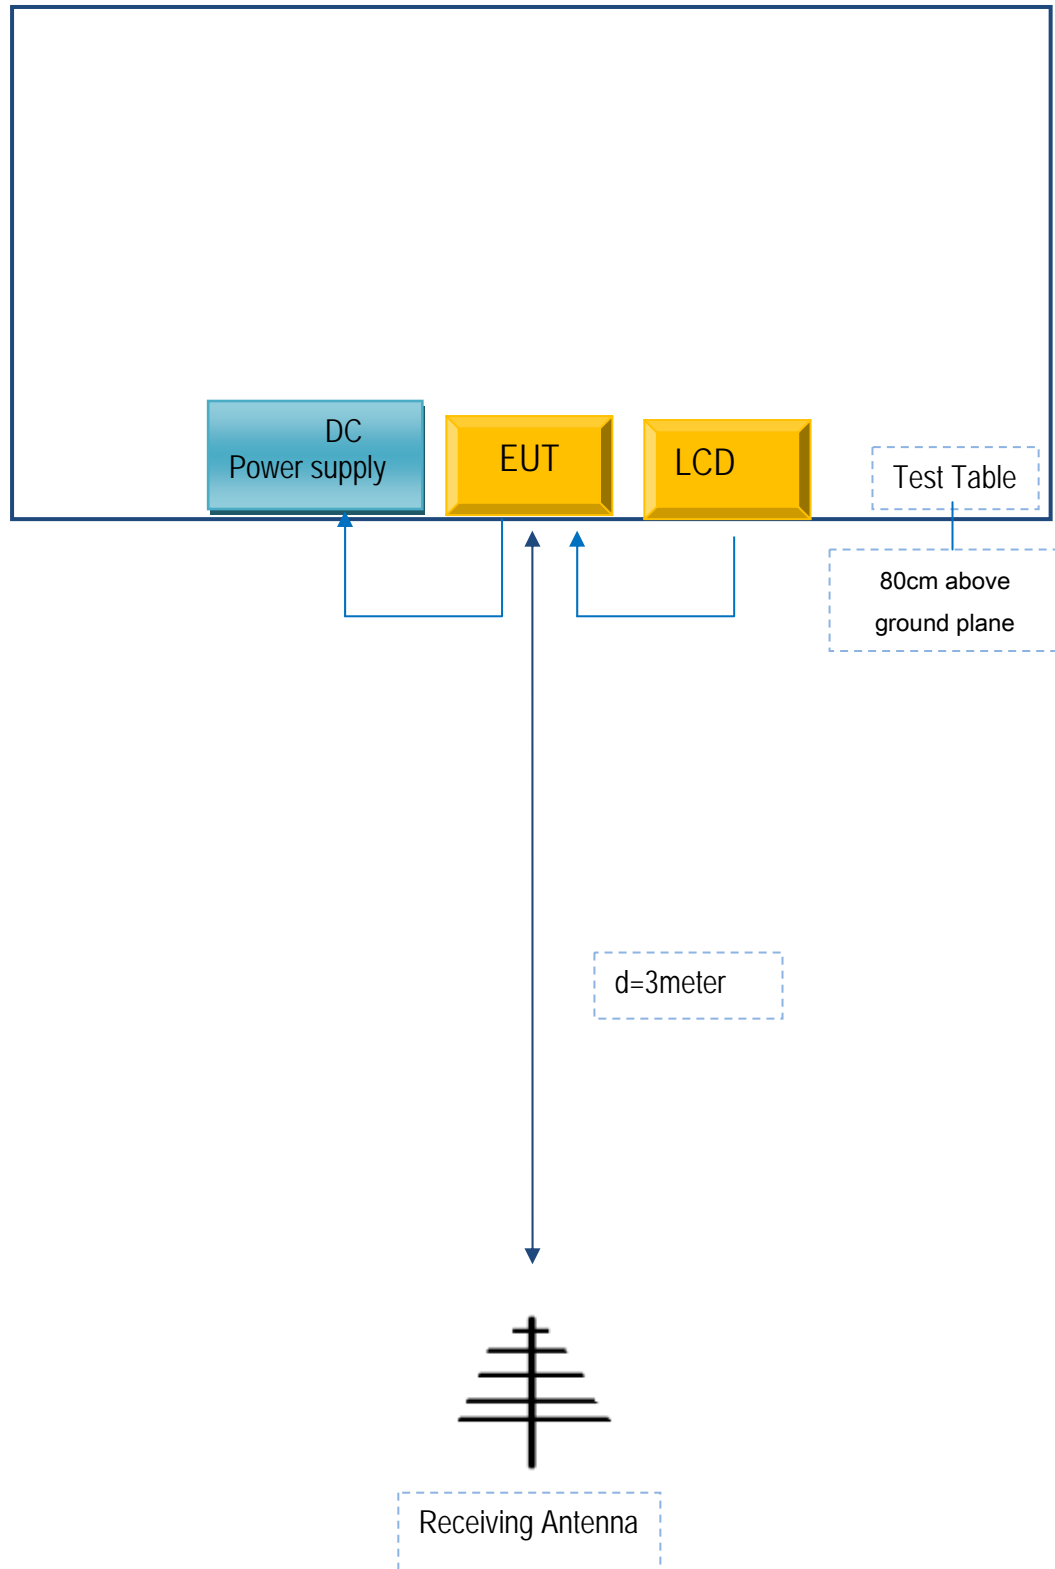 DC
Power supply
EUT
LCD
Test Table
80cm above
ground plane
d=3meter
Receiving Antenna